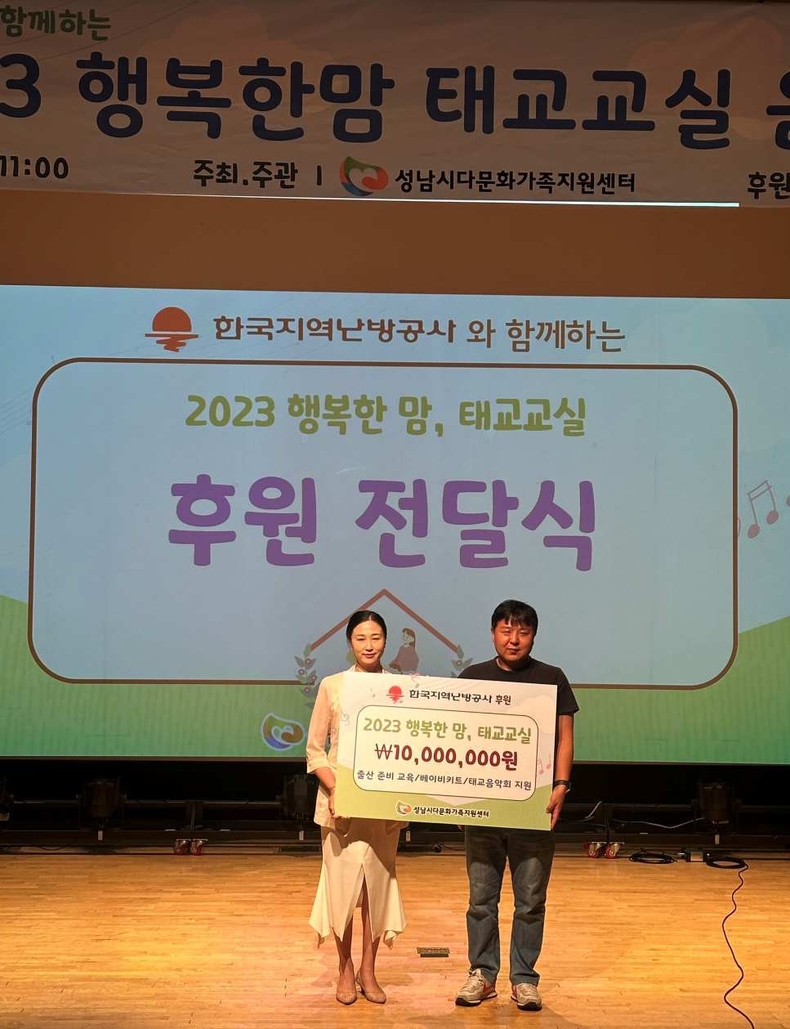 함께하는
3 행복한맘 태교교실 음
11:00 주최.주관 | 성남시다문화가족지원센터 후원
한국지역난방공사 와 함께하는
2023 행복한 맘, 태교교실
후원 전달식
한국지역난방공사 후원
2023 행복한 맘, 태교교실
₩10,000,000원
출산 준비 교육/베이비키트/태교음악회 지원
성남시다문화가족지원센터